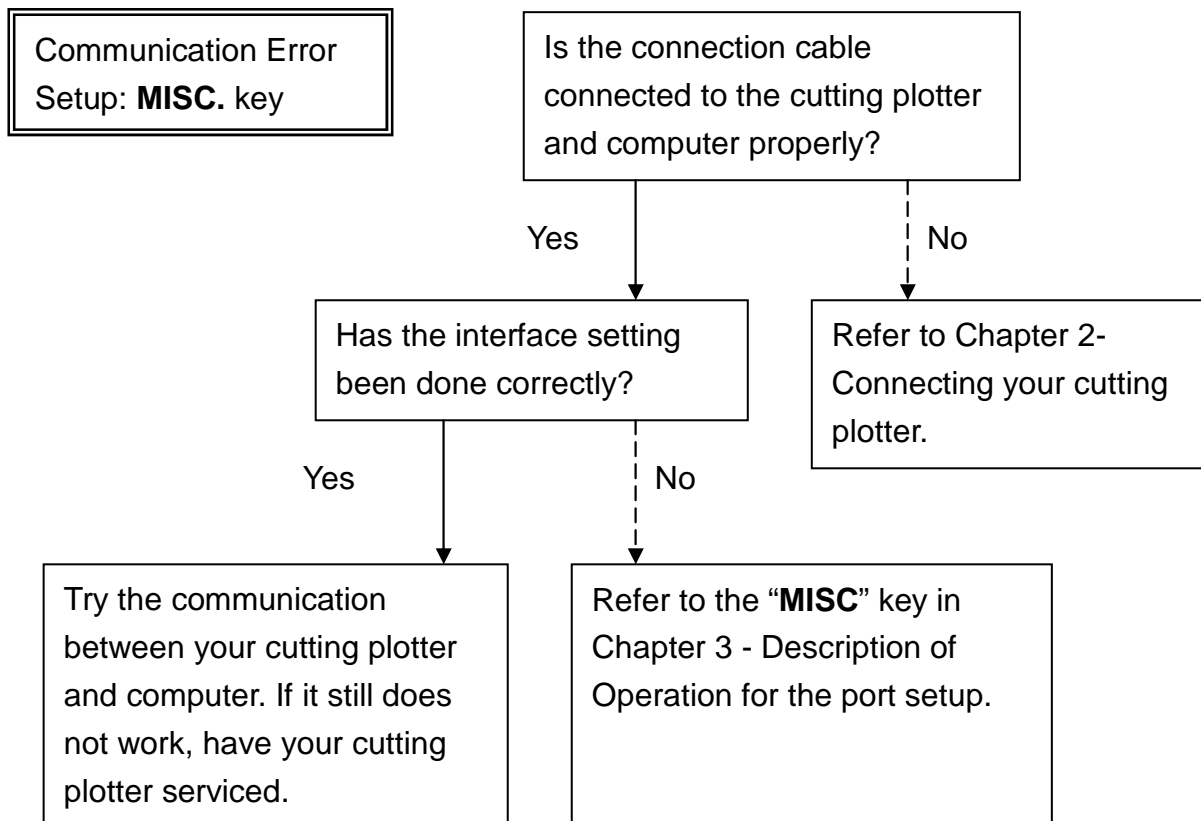 Communication Error
Setup: MISC. key
Is the connection cable
connected to the cutting plotter
and computer properly?
Yes
No
Has the interface setting
been done correctly?
Refer to Chapter 2-
Connecting your cutting
plotter.
Yes
No
Try the communication
between your cutting plotter
and computer. If it still does
not work, have your cutting
plotter serviced.
Refer to the “MISC” key in
Chapter 3 - Description of
Operation for the port setup.